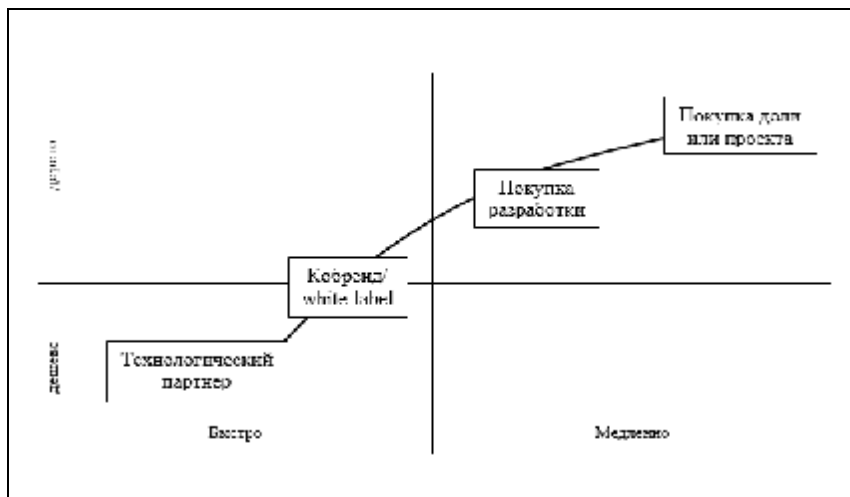 Покупка доли
или проекта
Покупка
разработки
Кобренд/
white label
Технологический
партнер
дешево
Быстро
Медленно